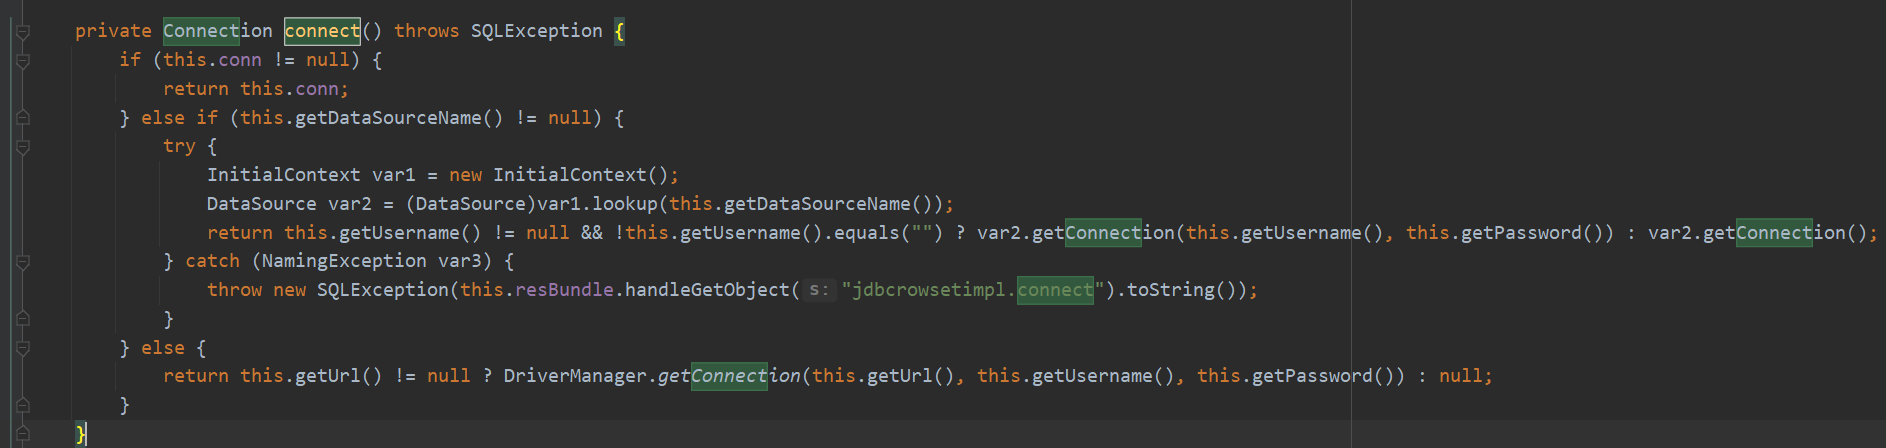 private Connection connect() throws SQLException {
if (this.conn != null) {
return this.conn;
} else if (this.getDataSourceName() != null) {
try {
InitialContext var1 = new InitialContext();
DataSource var2 = (DataSource)var1.lookup(this.getDataSourceName());
return this.getUsername() != null && !this.getUsername().equals("") ? var2.getConnection(this.getUsername(), this.getPassword()) : var2.getConnection();
} catch (NamingException var3) {
throw new SQLException(this.resBundle.handleGetObject( s: "jdbcrowsetimpl.connect").toString());
}
} else {
return this.getUrl() != null ? DriverManager.getConnection(this.getUrl(), this.getUsername(), this.getPassword()) : null;
}
}